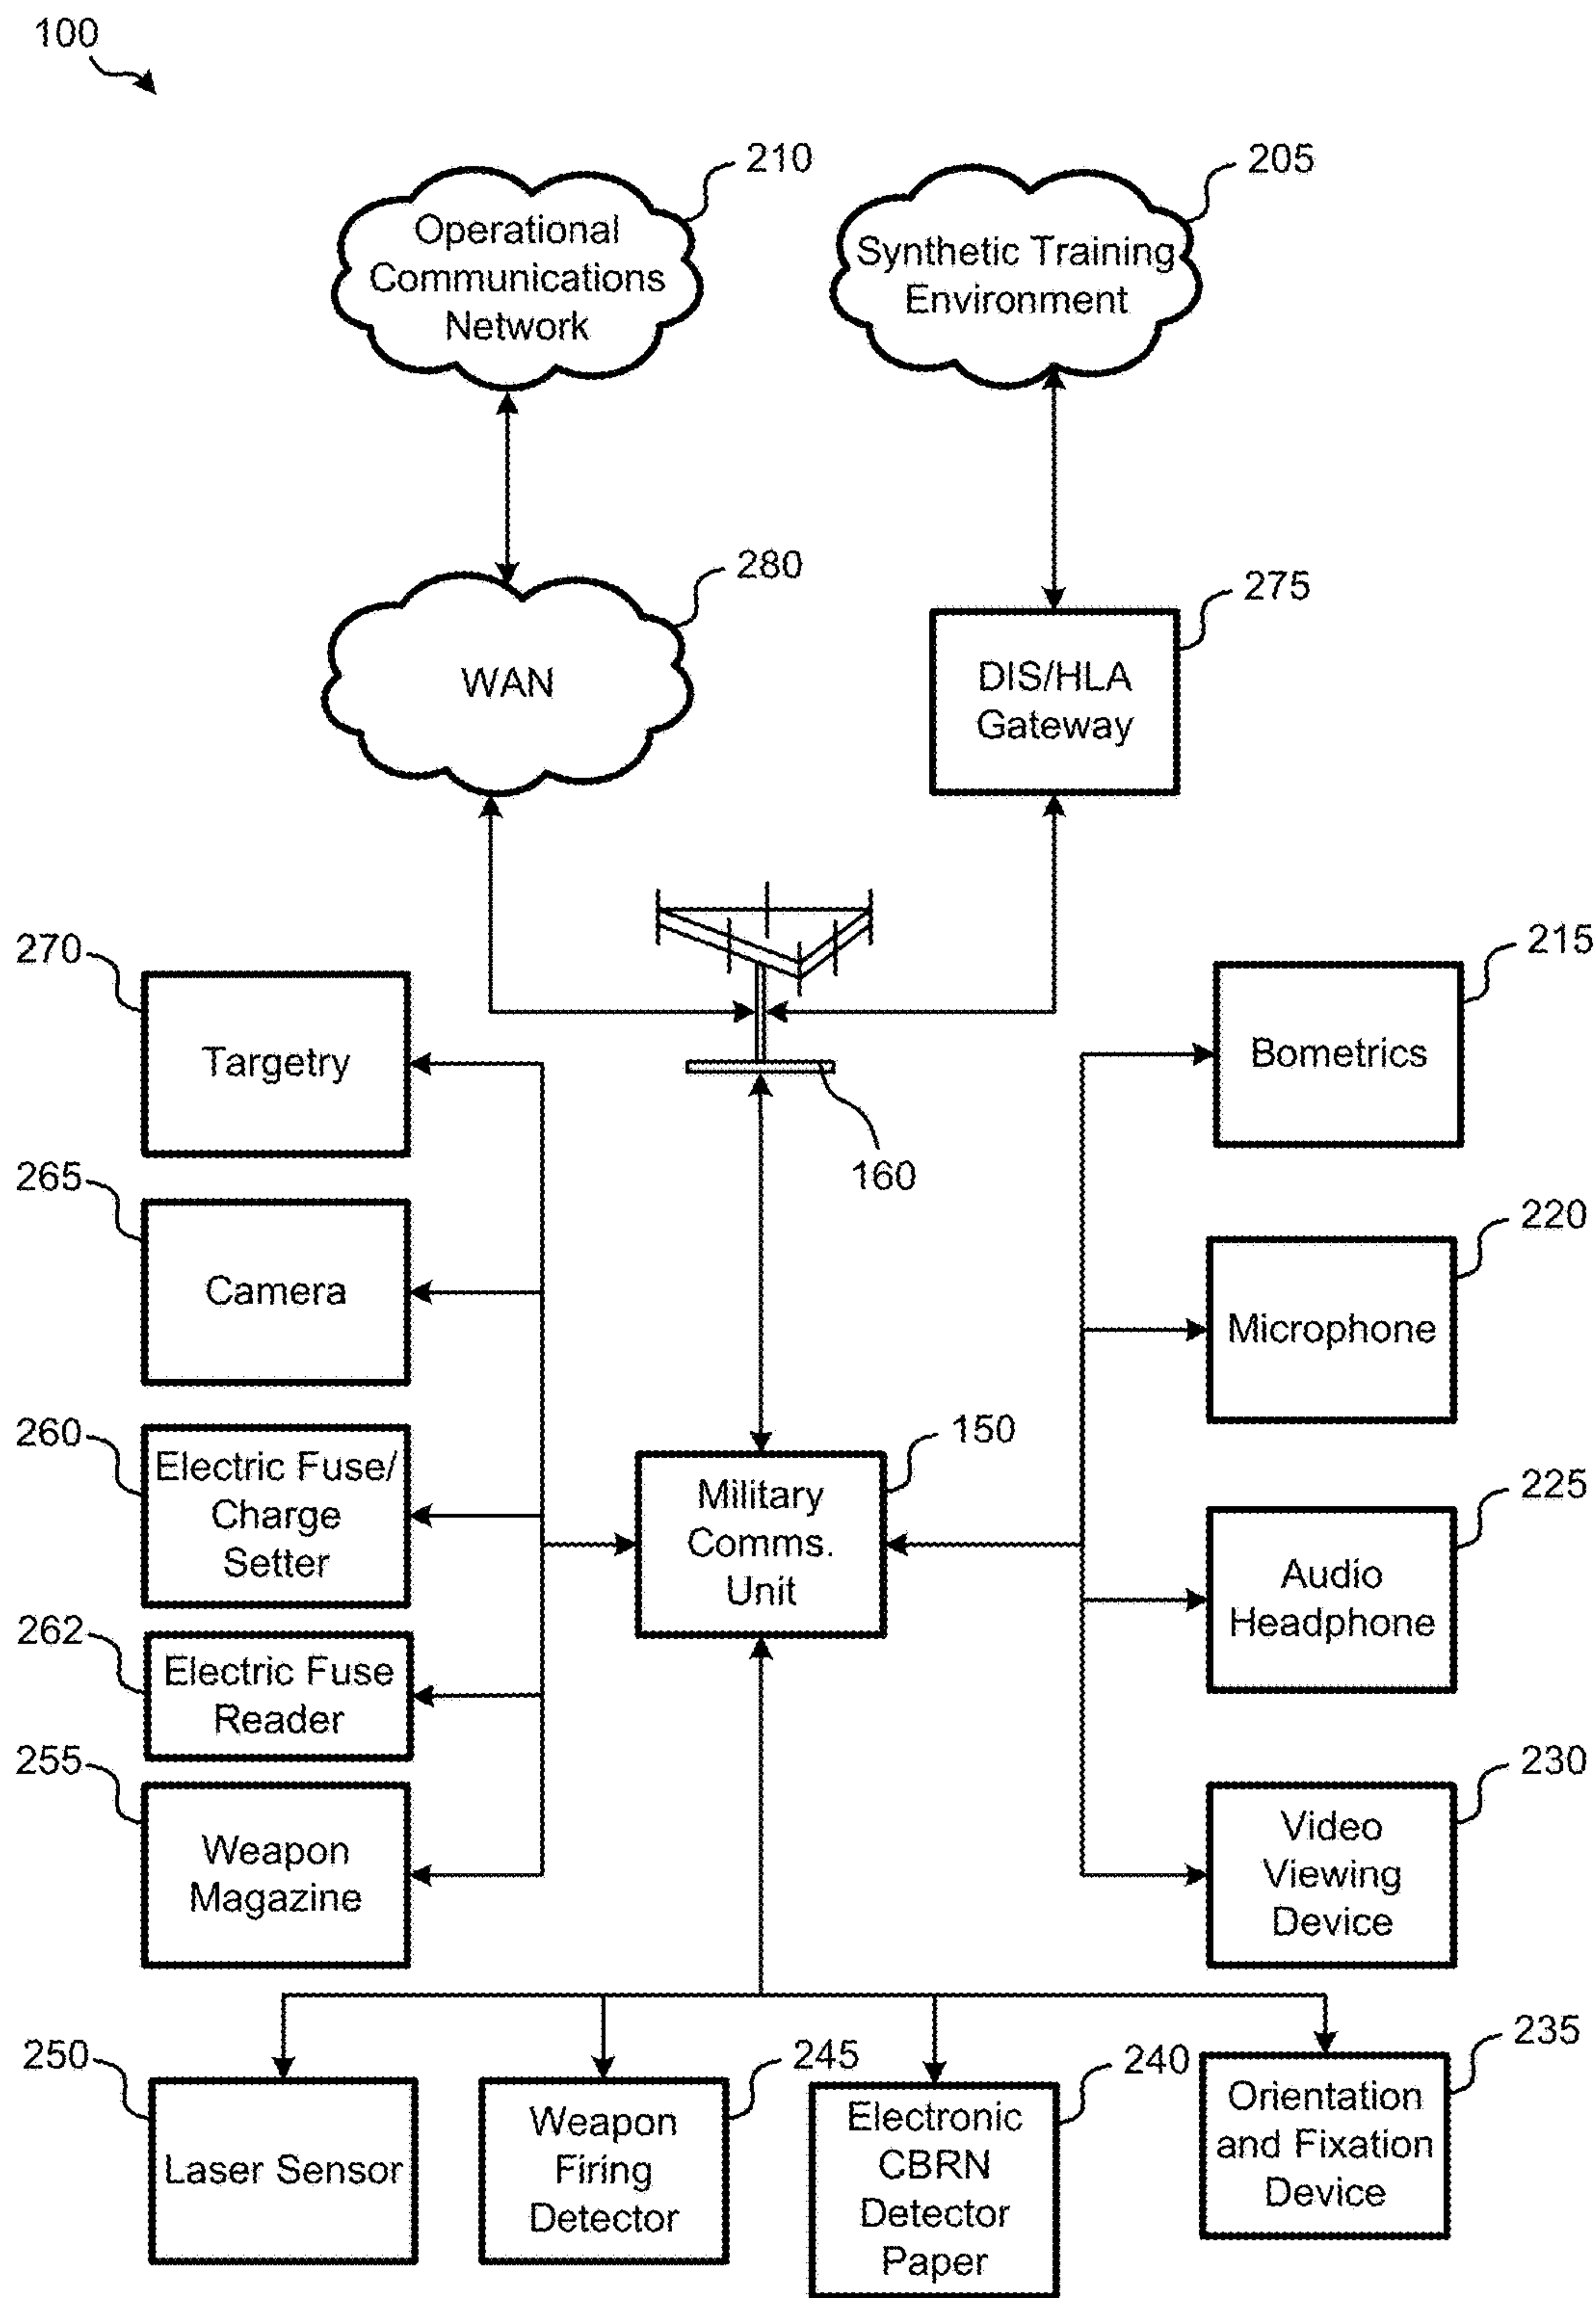 100
210
205
Operational
Communications
Network
Synthetic Training
Environment
280
275
WAN
DIS/HLA
Gateway
270
215
Targetry
Bometrics
160
265
220
Camera
Microphone
260
150
225
Electric Fuse/
Charge
Setter
Military
Comms.
Unit
Audio
Headphone
262
Electric Fuse
Reader
255
230
Weapon
Magazine
Video
Viewing
Device
250
245
240
235
Laser Sensor
Weapon
Firing
Detector
Electronic
CBRN
Detector
Paper
Orientation
and Fixation
Device